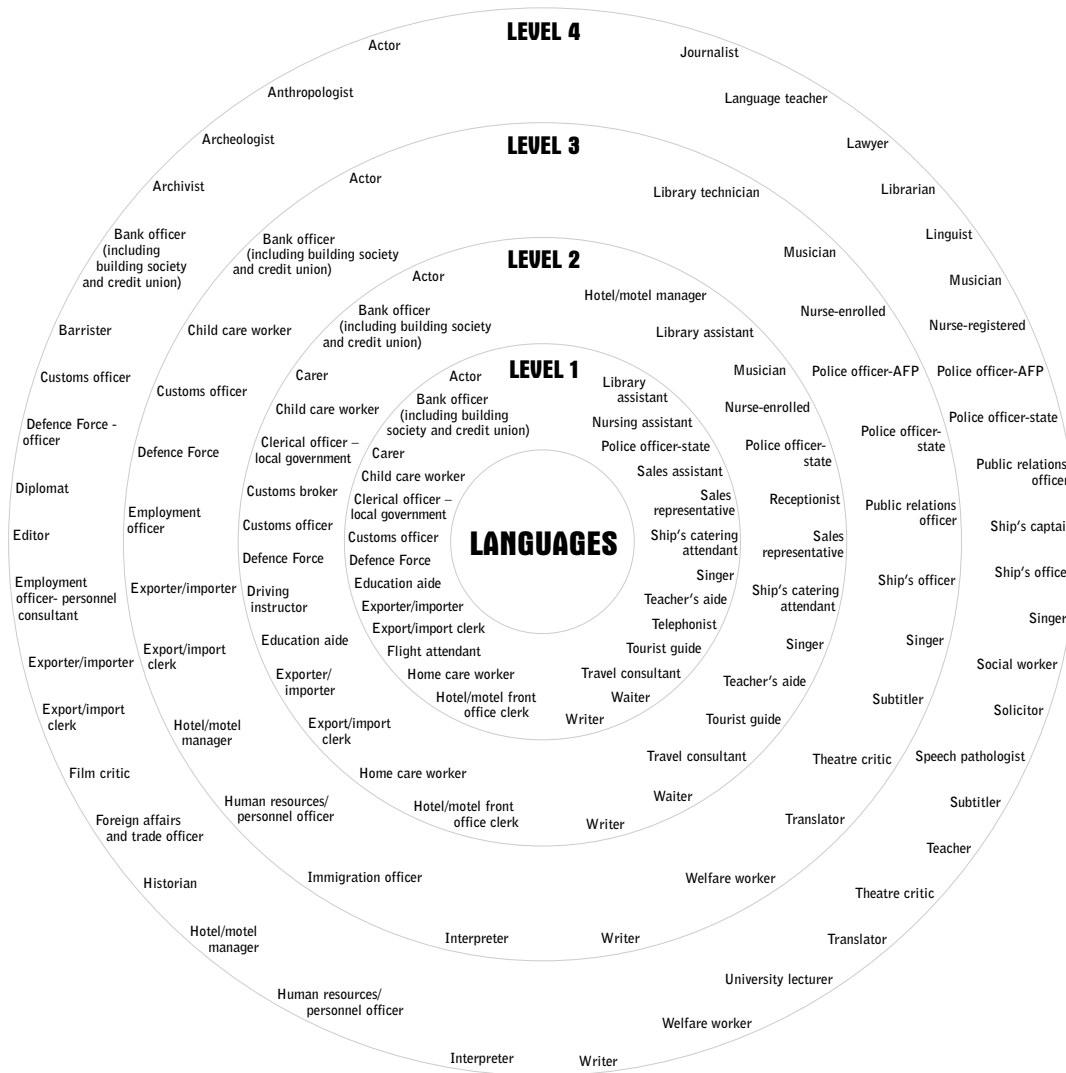 LEVEL 4
Actor
Anthropologist
Archeologist
Archivist
Bank officer
(including
building society
and credit union)
Barrister
Customs officer
Defence Force -
officer
Diplomat
Editor
Employment
officer- personnel
consultant
Exporter/importer
Export/import
clerk
Film critic
Foreign affairs
and trade officer
Historian
Hotel/motel
manager
Human resources/
personnel officer
Interpreter
Journalist
Language teacher
Lawyer
Librarian
Linguist
Musician
Nurse-registered
Police officer-AFP
Police officer-state
Public relations
officer
Ship's captai
Ship's office
Singer
Social worker
Solicitor
Speech pathologist
Subtitler
Teacher
Theatre critic
Translator
University lecturer
Welfare worker
Writer
LEVEL 3
Actor
Bank officer
(including building society
and credit union)
Child care worker
Customs officer
Defence Force
Employment
officer
Exporter/importer
Export/import
clerk
Hotel/motel
manager
Human resources/
personnel officer
Immigration officer
Interpreter
Library technician
Musician
Nurse-enrolled
Police officer-AFP
Police officer-
state
Public relations
officer
Ship's officer
Singer
Subtitler
Theatre critic
Translator
Welfare worker
Writer
LEVEL 2
Actor
Bank officer
(including building society
and credit union)
Carer
Child care worker
Clerical officer –
local government
Customs broker
Customs officer
Defence Force
Driving
instructor
Education aide
Exporter/
importer
Export/import
clerk
Home care worker
Hotel/motel front
office clerk
Hotel/motel manager
Library assistant
Musician
Nurse-enrolled
Police officer-
state
Receptionist
Sales
representative
Ship's catering
attendant
Singer
Teacher's aide
Tourist guide
Travel consultant
Waiter
Writer
LEVEL 1
Actor
Bank officer
(including building
society and credit union)
Carer
Child care worker
Clerical officer –
local government
Customs officer
Defence Force
Education aide
Exporter/importer
Export/import clerk
Flight attendant
Home care worker
Hotel/motel front
office clerk
Library
assistant
Nursing assistant
Police officer-state
Sales assistant
Sales
representative
Ship's catering
attendant
Singer
Teacher's aide
Telephonist
Tourist guide
Travel consultant
Waiter
Writer
LANGUAGES